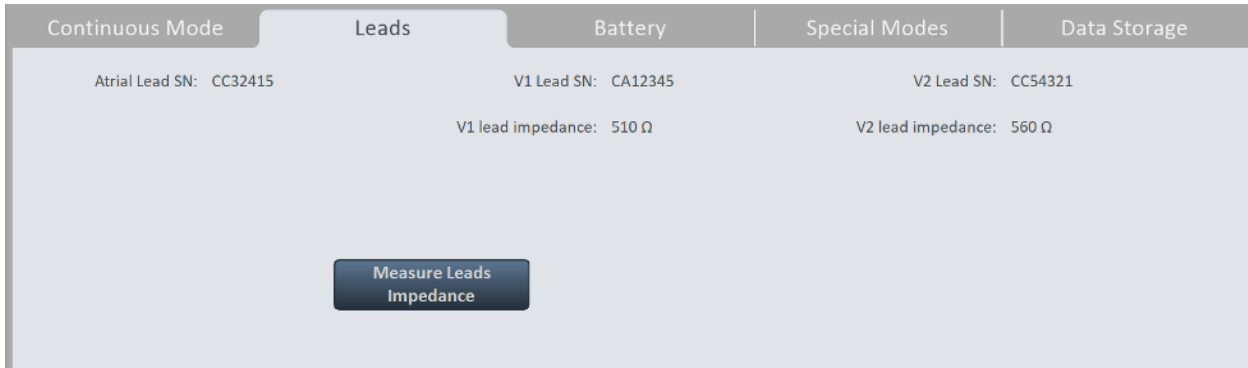 Continuous Mode Leads Battery Special Modes Data Storage
Atrial Lead SN: CC32415 V1 Lead SN: CA12345 V2 Lead SN: CC54321
V1 lead impedance: 510 Ω V2 lead impedance: 560 Ω
Measure Leads
Impedance